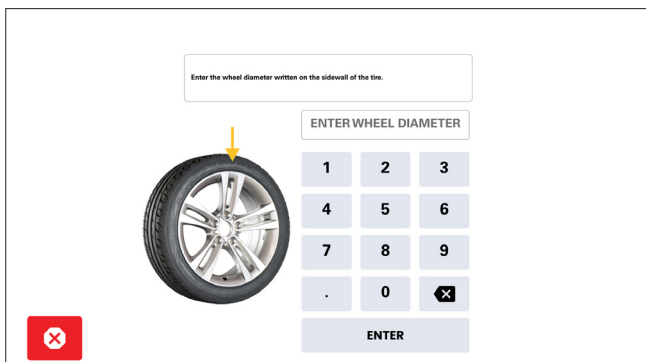 Enter the wheel diameter written on the sidewall of the tire.
ENTER WHEEL DIAMETER
1 2 3
4 5 6
7 8 9
. 0
ENTER